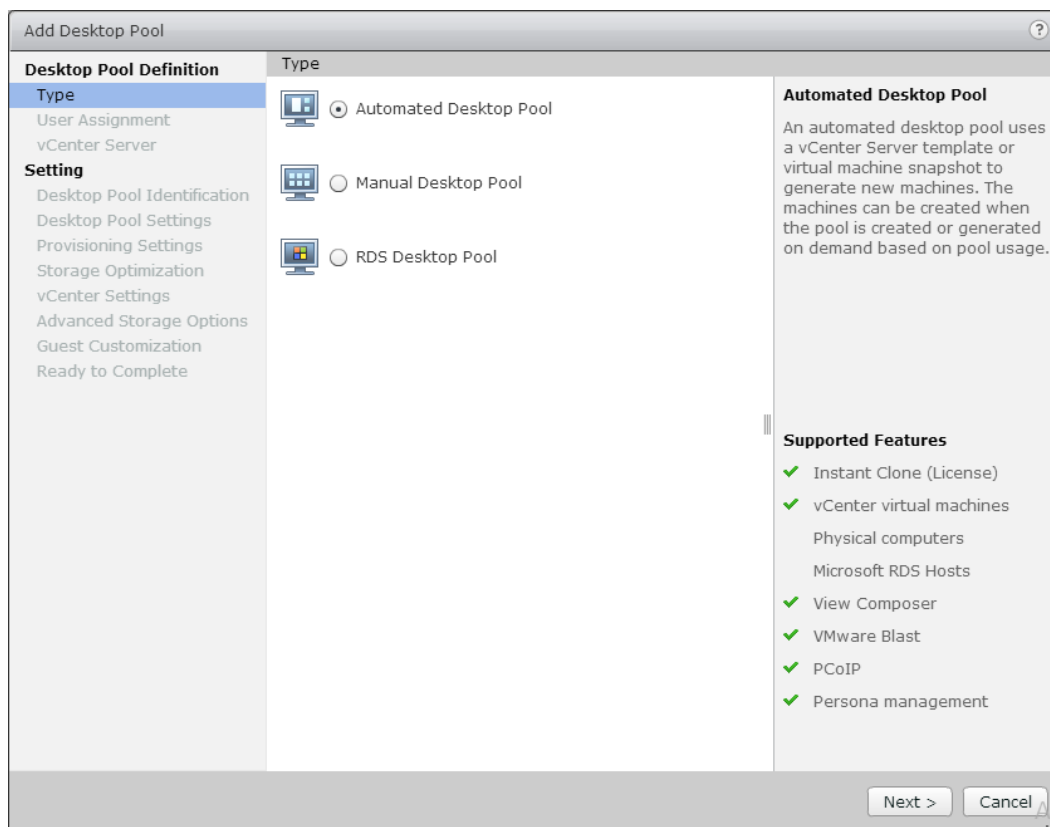 Add Desktop Pool
?
Desktop Pool Definition
Type
User Assignment
vCenter Server
Setting
Desktop Pool Identification
Desktop Pool Settings
Provisioning Settings
Storage Optimization
vCenter Settings
Advanced Storage Options
Guest Customization
Ready to Complete
Type
Automated Desktop Pool
Manual Desktop Pool
RDS Desktop Pool
Automated Desktop Pool
An automated desktop pool uses
a vCenter Server template or
virtual machine snapshot to
generate new machines. The
machines can be created when
the pool is created or generated
on demand based on pool usage.
Supported Features
Instant Clone (License)
vCenter virtual machines
Physical computers
Microsoft RDS Hosts
View Composer
VMware Blast
PCoIP
Persona management
Next >
Cancel